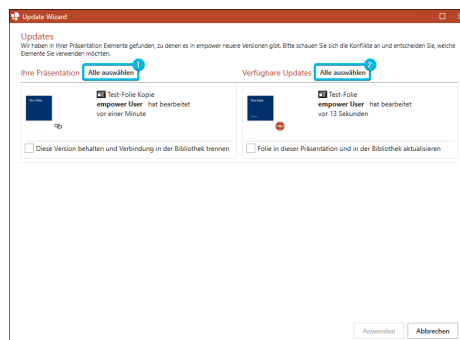 Update Wizard
Updates
Wir haben in Ihrer Präsentation Elemente gefunden, zu denen es in empower neuere Versionen gibt. Bitte schauen Sie sich die Konflikte an und entscheiden Sie, welche
Elemente Sie verwenden möchten.
1
2
Ihre Präsentation Alle auswählen
Verfügbare Updates Alle auswählen
Test-Folie Kopie
empower User hat bearbeitet
vor einer Minute
Diese Version behalten und Verbindung in der Bibliothek trennen
Test-Folie
empower User hat bearbeitet
vor 13 Sekunden
Folie in dieser Präsentation und in der Bibliothek aktualisieren
Anwenden Abbrechen